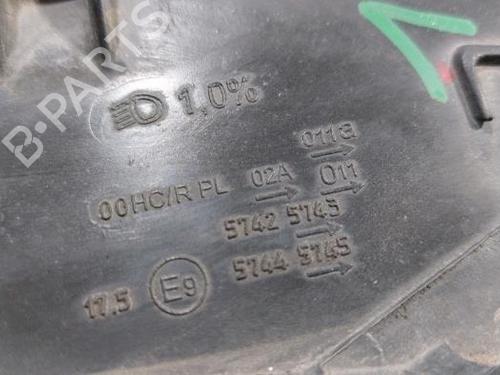 B-PARTS
1,0%
011a
00HC/R PL 02A 011
5742 5743
5744 5745
17.5 E9